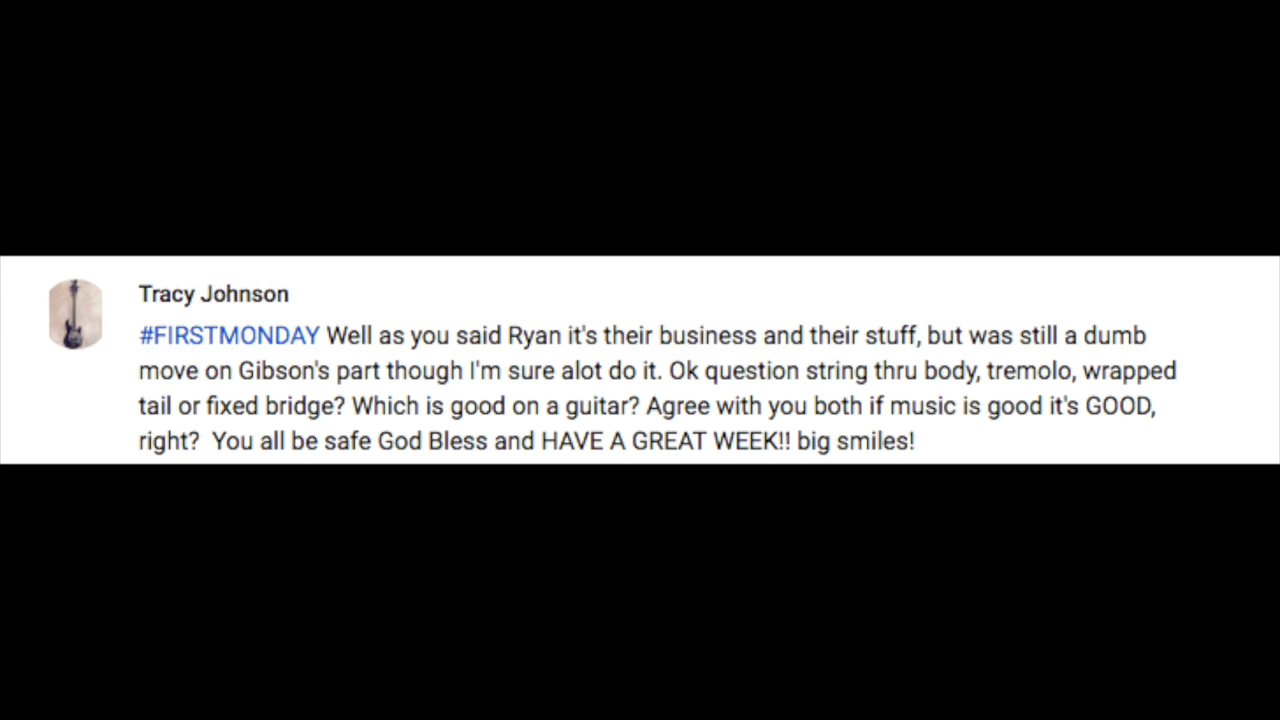 Tracy Johnson
#FIRSTMONDAY Well as you said Ryan it's their business and their stuff, but was still a dumb
move on Gibson's part though I'm sure alot do it. Ok question string thru body, tremolo, wrapped
tail or fixed bridge? Which is good on a guitar? Agree with you both if music is good it's GOOD,
right?  You all be safe God Bless and HAVE A GREAT WEEK!! big smiles!